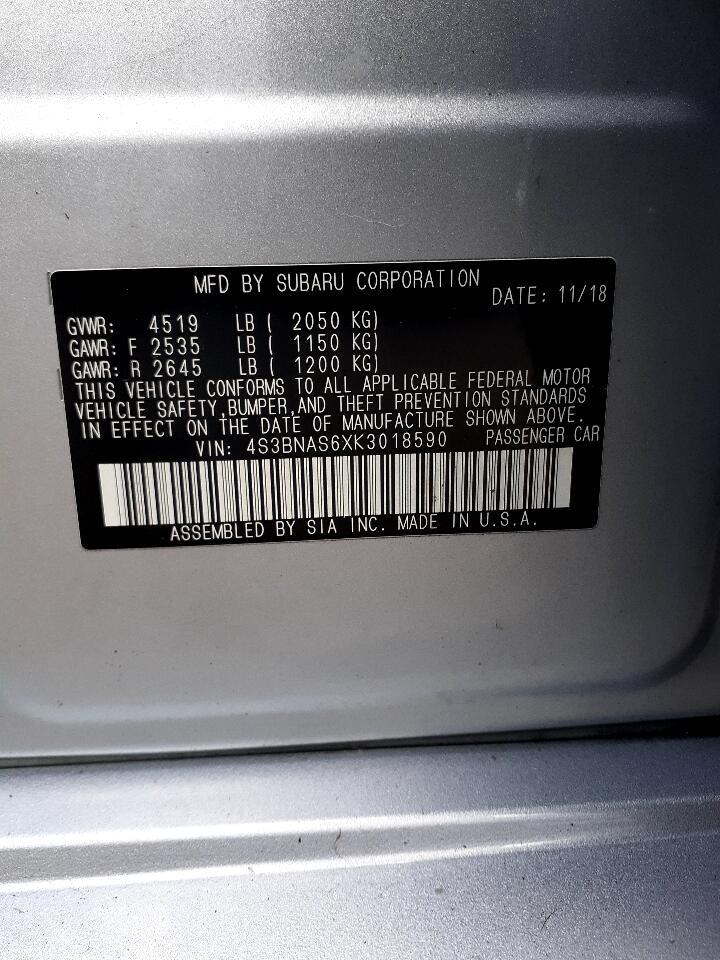 MFD BY SUBARU CORPORATION
DATE: 11/18
GVWR: 4519 LB ( 2050 KG)
GAWR: F 2535 LB ( 1150 KG)
GAWR: R 2645 LB ( 1200 KG)
THIS VEHICLE CONFORMS TO ALL APPLICABLE FEDERAL MOTOR
VEHICLE SAFETY,BUMPER,AND THEFT PREVENTION STANDARDS
IN EFFECT ON THE DATE OF MANUFACTURE SHOWN ABOVE.
VIN: 4S3BNAS6XK3018590 PASSENGER CAR
ASSEMBLED BY SIA INC. MADE IN U.S.A.